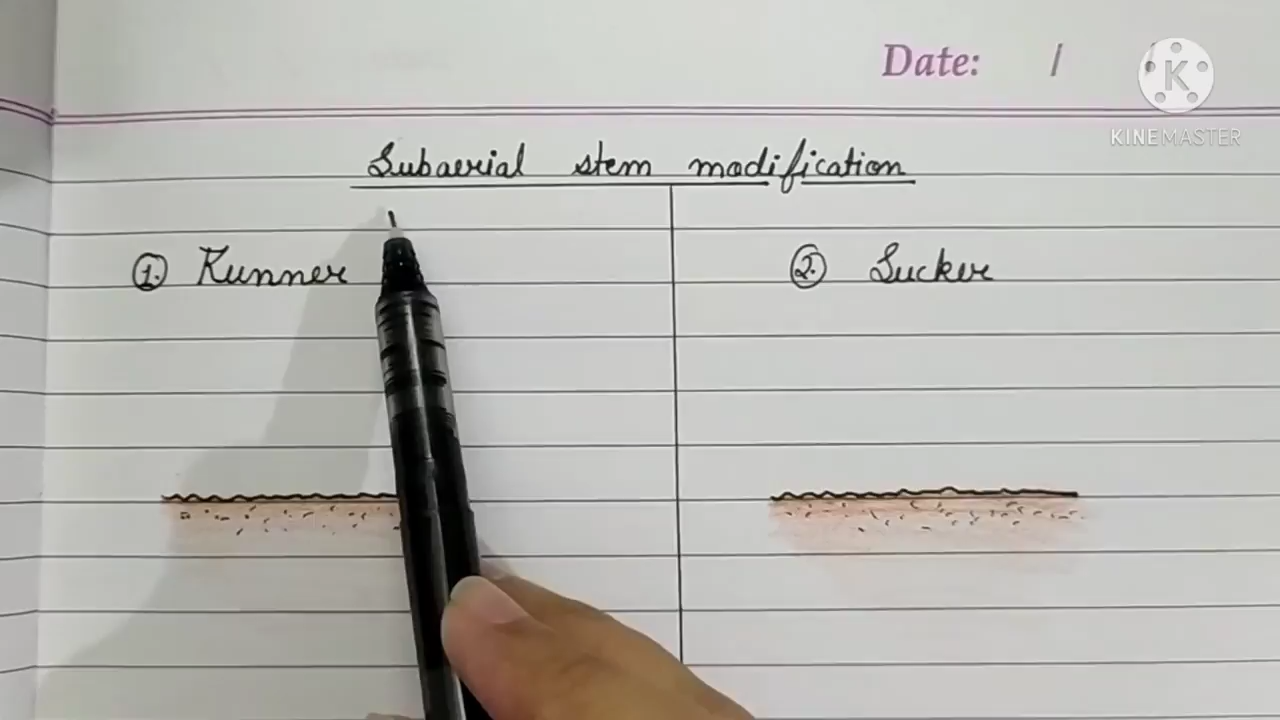 Date: / /
KINEMASTER
Subaerial stem modification
1. Runner
2. Sucker